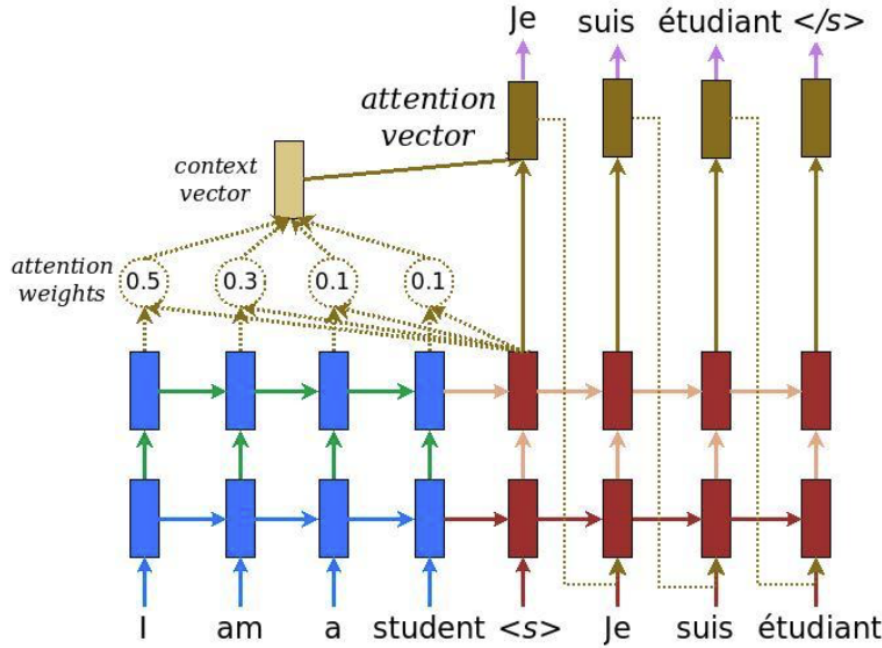 Je suis étudiant </s>
attention
vector
context
vector
attention
weights
0.5 0.3 0.1 0.1
I am a student <s> Je suis étudiant